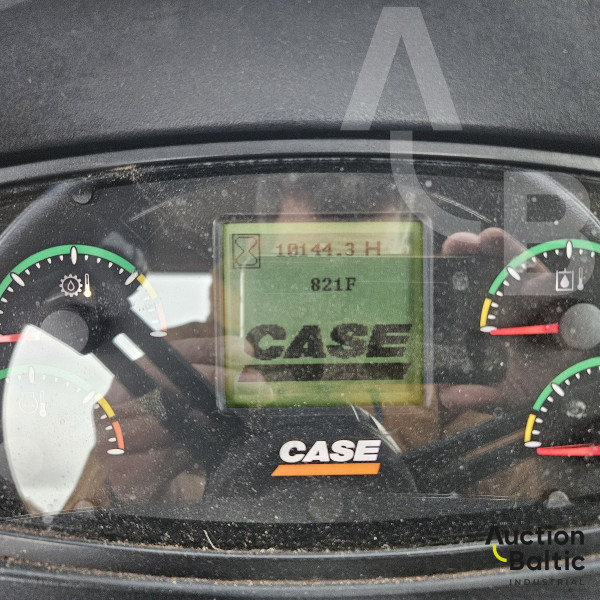 10144.3 H
821F
CASE
CASE
Auction
Baltic
INDUSTRIAL